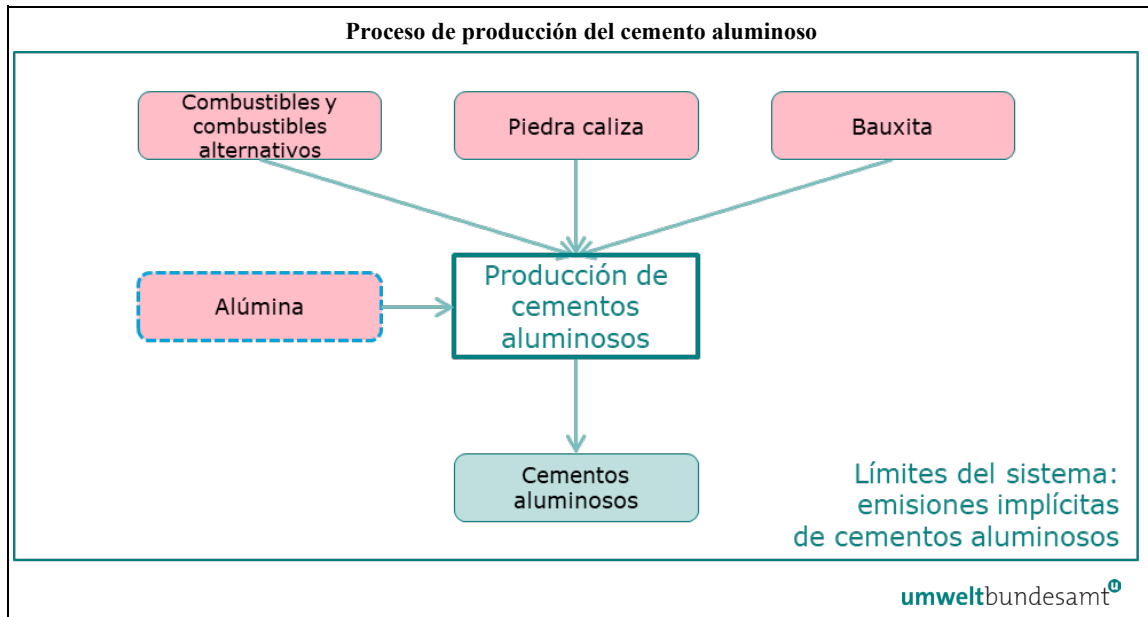 Proceso de producción del cemento aluminoso
Combustibles y
combustibles
alternativos
Piedra caliza
Bauxita
Alúmina
Producción de
cementos
aluminosos
Cementos
aluminosos
Límites del sistema:
emisiones implícitas
de cementos aluminosos
umweltbundesamt